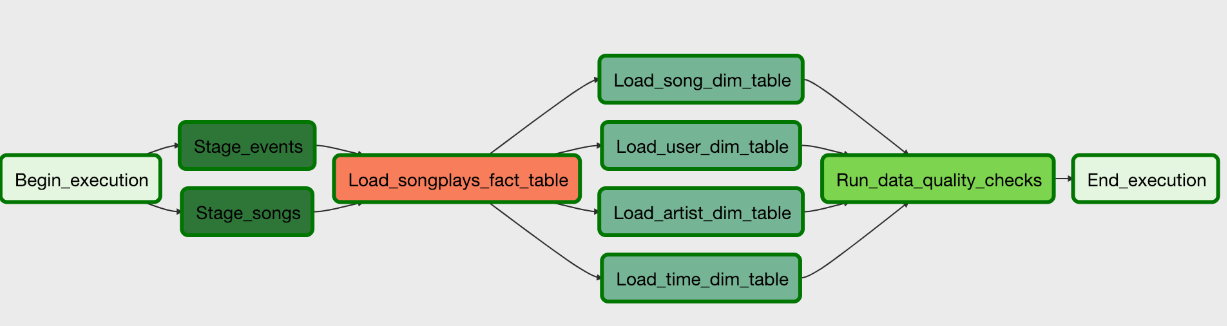 Begin_execution
Stage_events
Stage_songs
Load_songplays_fact_table
Load_song_dim_table
Load_user_dim_table
Load_artist_dim_table
Load_time_dim_table
Run_data_quality_checks
End_execution